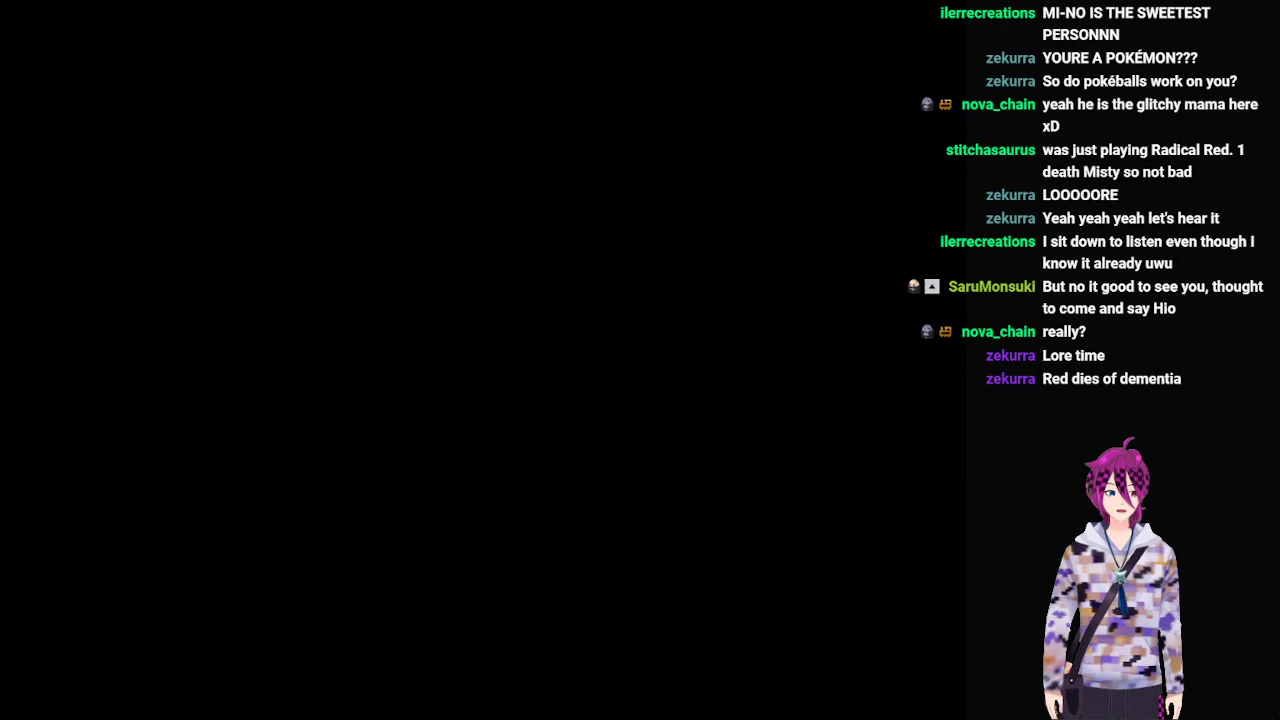 ilerrecreations MI-NO IS THE SWEETEST
PERSONNN
zekurra YOURE A POKÉMON???
zekurra So do pokéballs work on you?
nova_chain yeah he is the glitchy mama here
xD
stitchasaurus was just playing Radical Red. 1
death Misty so not bad
zekurra LOOOOORE
zekurra Yeah yeah yeah let's hear it
ilerrecreations I sit down to listen even though I
know it already uwu
SaruMonsuki But no it good to see you, thought
to come and say Hio
nova_chain really?
zekurra Lore time
zekurra Red dies of dementia